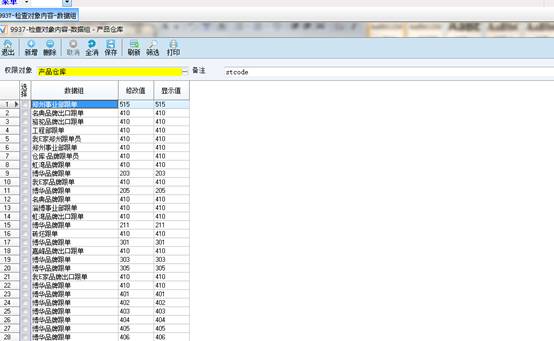 菜单
9937-检查对象内容-数据组
9937-检查对象内容-数据组 - 产品仓库
退出 新增 删除 取消 全消 保存 刷新 筛选 打印
权限对象 产品仓库 备注 stcode
选择 数据组 修改值 显示值
1 郑州事业部跟单 515 515
2 名典品牌出口跟单 410 410
3 骆驼品牌出口跟单 410 410
4 工程部跟单 410 410
5 我E家郑州跟单员 410 410
6 郑州事业部跟单 410 410
7 仓库-品牌跟单员 410 410
8 虹湾品牌跟单 410 410
9 博华品牌跟单 203 203
10 我E家品牌跟单 410 410
11 博华品牌跟单 205 205
12 名典品牌跟单 410 410
13 淄博事业部跟单 410 410
14 虹湾品牌出口跟单 410 410
15 博华品牌跟单 211 211
16 砖坯跟单 410 410
17 博华品牌跟单 301 301
18 嘉峰品牌出口跟单 410 410
19 博华品牌跟单 303 303
20 博华品牌跟单 305 305
21 我E家品牌出口跟单 410 410
22 博华品牌跟单 410 410
23 博华品牌跟单 401 401
24 博华品牌跟单 402 402
25 博华品牌跟单 403 403
26 博华品牌跟单 404 404
27 博华品牌跟单 405 405
28 博华品牌跟单 406 406